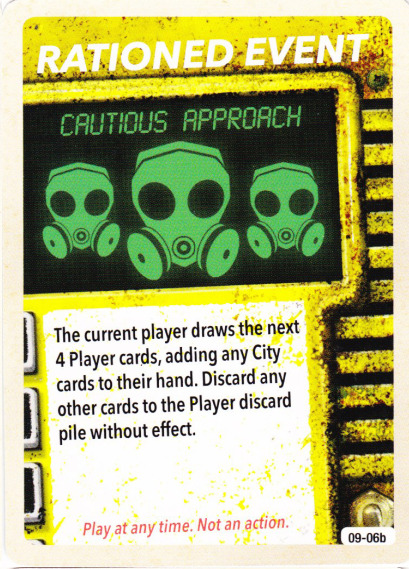 RATIONED EVENT
CAUTIOUS APPROACH
The current player draws the next
4 Player cards, adding any City
cards to their hand. Discard any
other cards to the Player discard
pile without effect.
Play at any time. Not an action.
09-06b